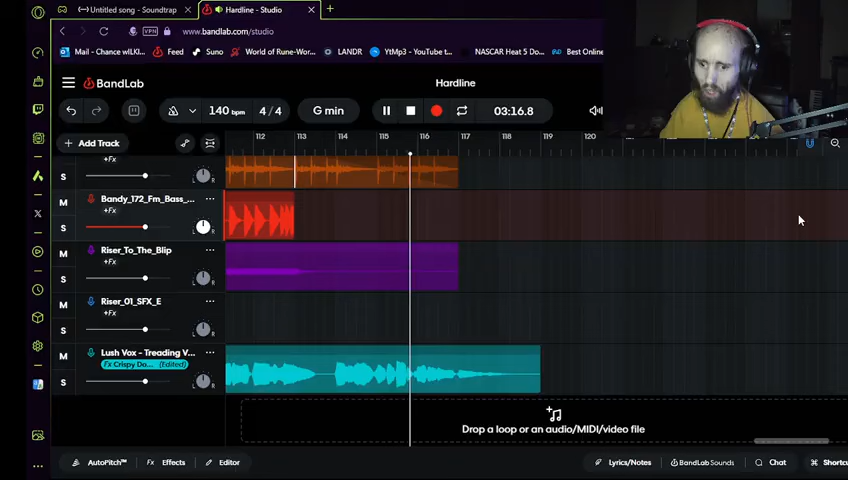 Untitled song - Soundtrap
Hardline - Studio
VPN
www.bandlab.com/studio
Mail - Chance wILKI...
Feed
Suno
World of Rune-Wor...
LANDR
YtMp3 - YouTube t...
NASCAR Heat 5 Do...
Best Online
BandLab
Hardline
140 bpm
4/4
G min
03:16.8
Add Track
112
113
114
115
116
117
118
119
120
+Fx
S
L
R
M
Bandy_172_Fm_Bass_...
+Fx
S
L
R
M
Riser_To_The_Blip
+Fx
S
L
R
M
Riser_01_SFX_E
+Fx
S
L
R
M
Lush Vox - Treading V...
Fx Crispy Do... (Edited)
S
L
R
Drop a loop or an audio/MIDI/video file
AutoPitch™
Fx Effects
Editor
Lyrics/Notes
BandLab Sounds
Chat
Shortcu